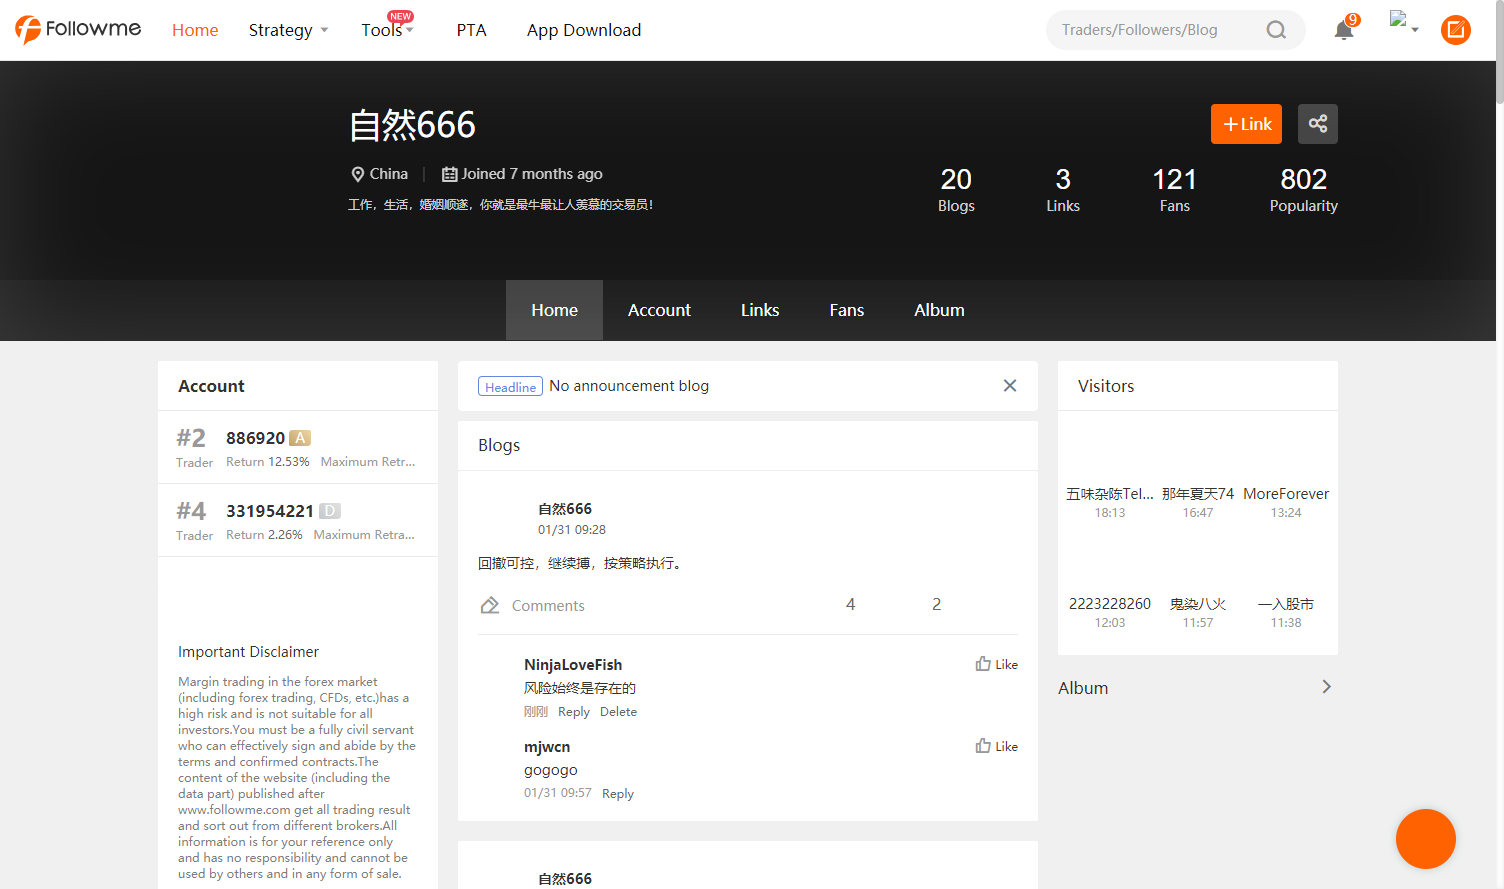 Followme
Home
Strategy
Tools
NEW
PTA
App Download
Traders/Followers/Blog
9
自然666
+Link
China
Joined 7 months ago
工作，生活，婚姻顺遂，你就是最牛最让人羡慕的交易员！
20
Blogs
3
Links
121
Fans
802
Popularity
Home
Account
Links
Fans
Album
Account
#2
Trader
886920 A
Return 12.53% Maximum Retr...
#4
Trader
331954221 D
Return 2.26% Maximum Retra...
Important Disclaimer
Margin trading in the forex market
(including forex trading, CFDs, etc.)has a
high risk and is not suitable for all
investors.You must be a fully civil servant
who can effectively sign and abide by the
terms and confirmed contracts.The
content of the website (including the
data part) published after
www.followme.com get all trading result
and sort out from different brokers.All
information is for your reference only
and has no responsibility and cannot be
used by others and in any form of sale.
Headline No announcement blog
Blogs
自然666
01/31 09:28
回撤可控，继续搏，按策略执行。
Comments
4
2
NinjaLoveFish
Like
风险始终是存在的
刚刚 Reply Delete
mjwcn
Like
gogogo
01/31 09:57 Reply
自然666
Visitors
五味杂陈Tel... 那年夏天74 MoreForever
18:13 16:47 13:24
2223228260 鬼染八火 一入股市
12:03 11:57 11:38
Album